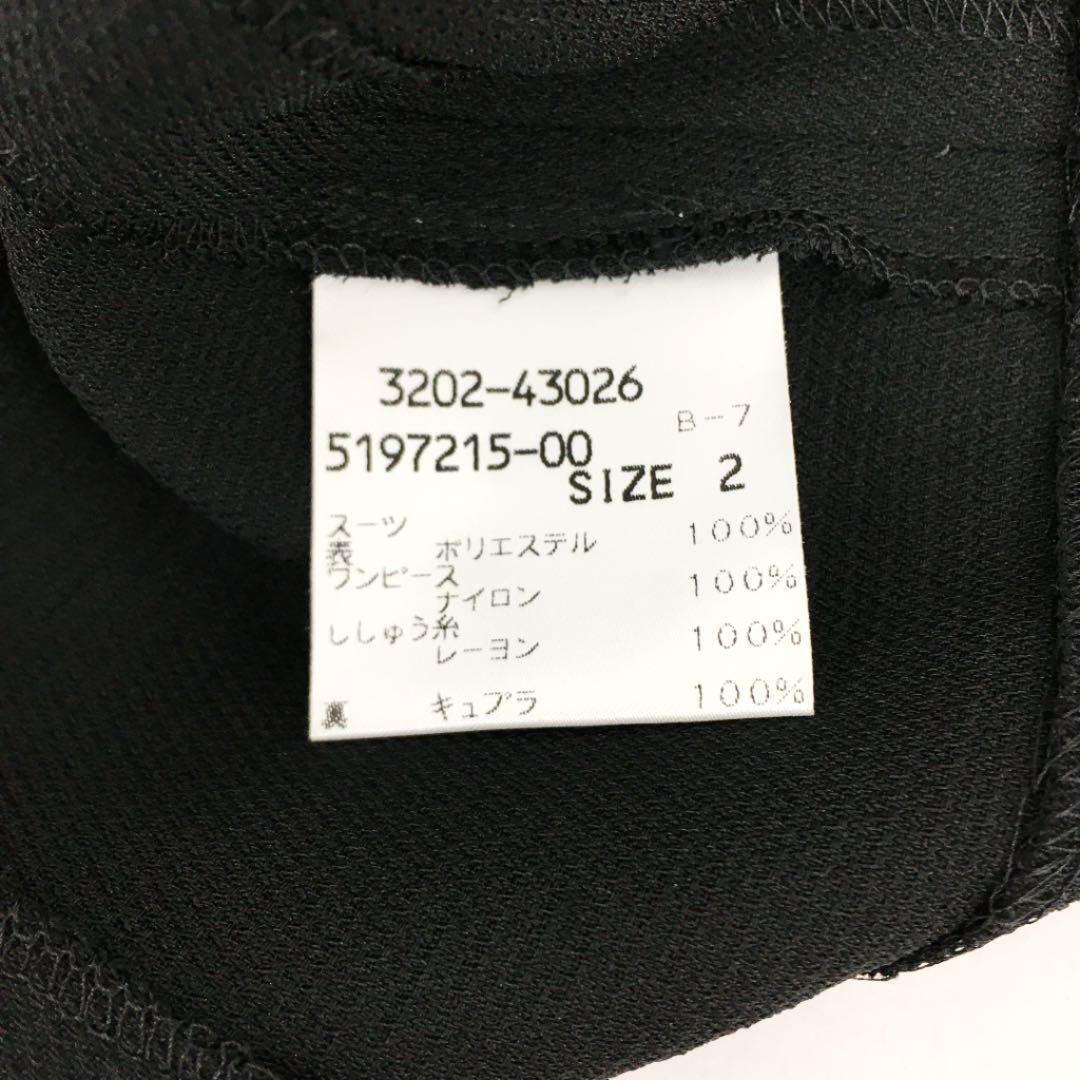 3202-43026
B-7
5197215-00
SIZE 2
スーツ
表 ポリエステル 100%
ワンピース
ナイロン 100%
ししゅう糸
レーヨン 100%
裏 キュプラ 100%